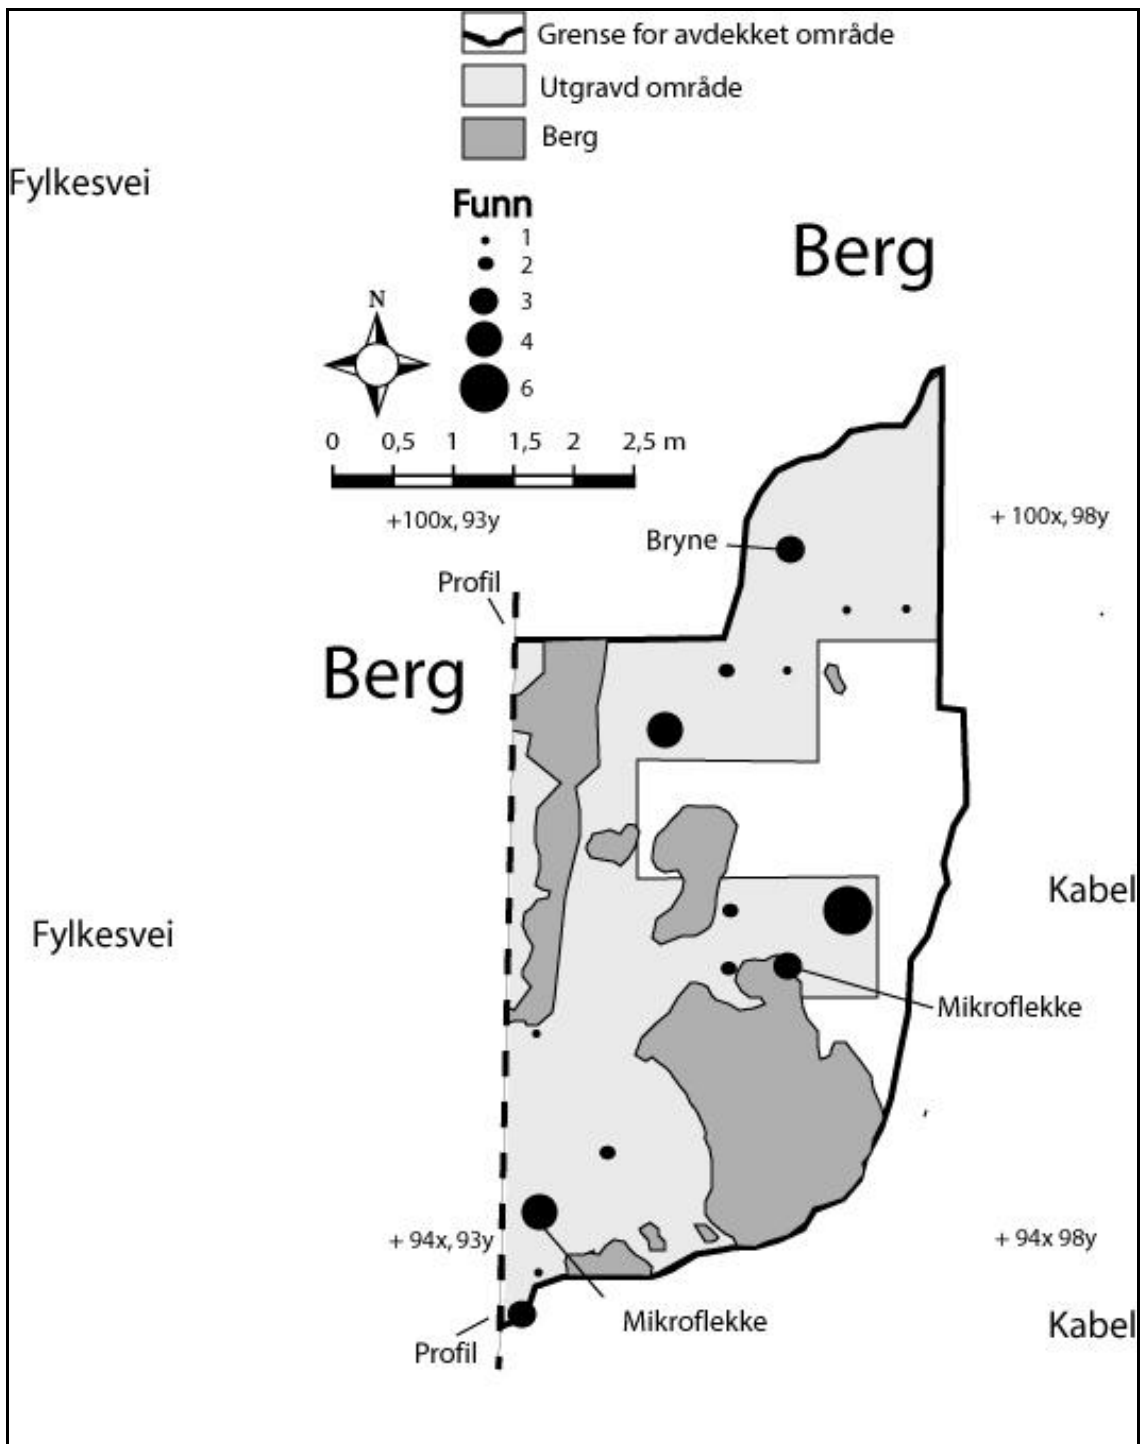 Grense for avdekket område
Utgravd område
Berg
Fylkesvei
Funn
1
2
3
4
6
Berg
N
0 0,5 1 1,5 2 2,5 m
+100x, 93y
+ 100x, 98y
Bryne
Profil
Berg
Kabel
Fylkesvei
Mikroflekke
+ 94x, 93y
+ 94x 98y
Mikroflekke
Kabel
Profil